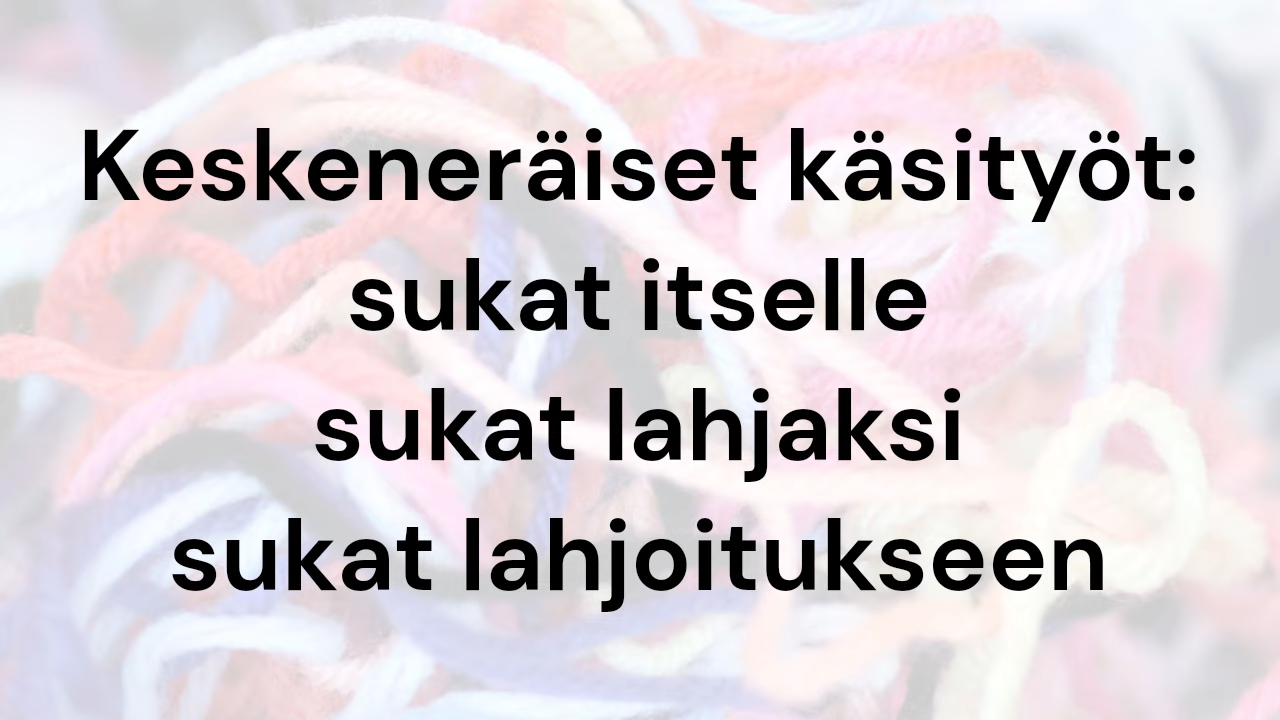 Keskeneräiset käsityöt:
sukat itselle
sukat lahjaksi
sukat lahjoitukseen